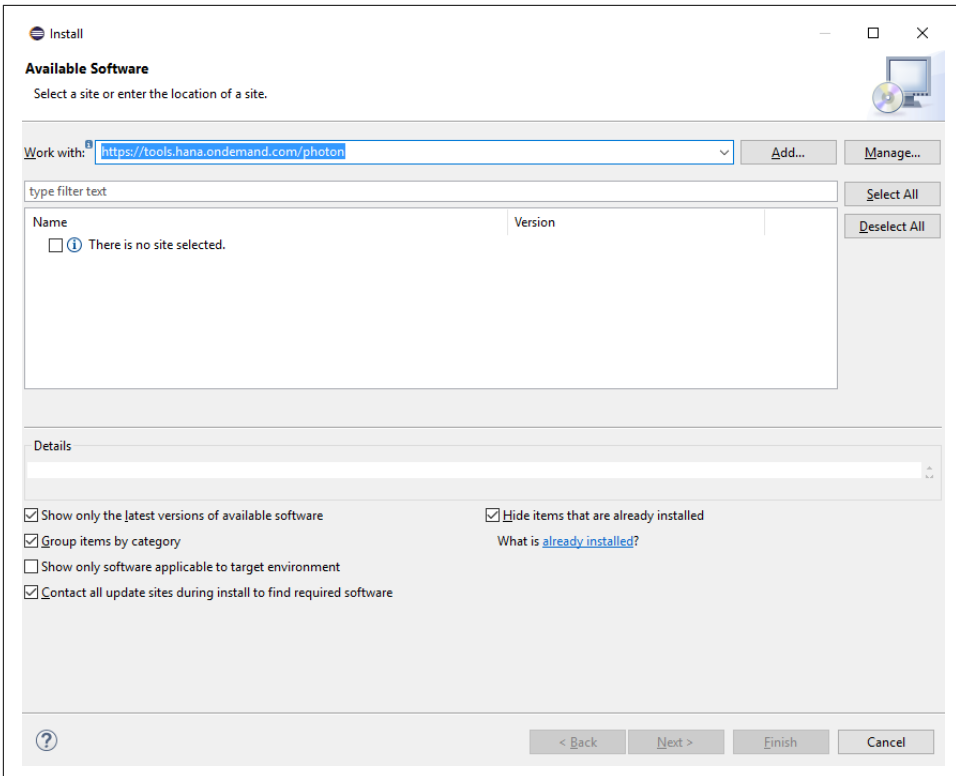 Install
Available Software
Select a site or enter the location of a site.
Work with: https://tools.hana.ondemand.com/photon Add... Manage...
type filter text Select All
Name Version Deselect All
There is no site selected.
Details
Show only the latest versions of available software Hide items that are already installed
Group items by category What is already installed?
Show only software applicable to target environment
Contact all update sites during install to find required software
? < Back Next > Finish Cancel